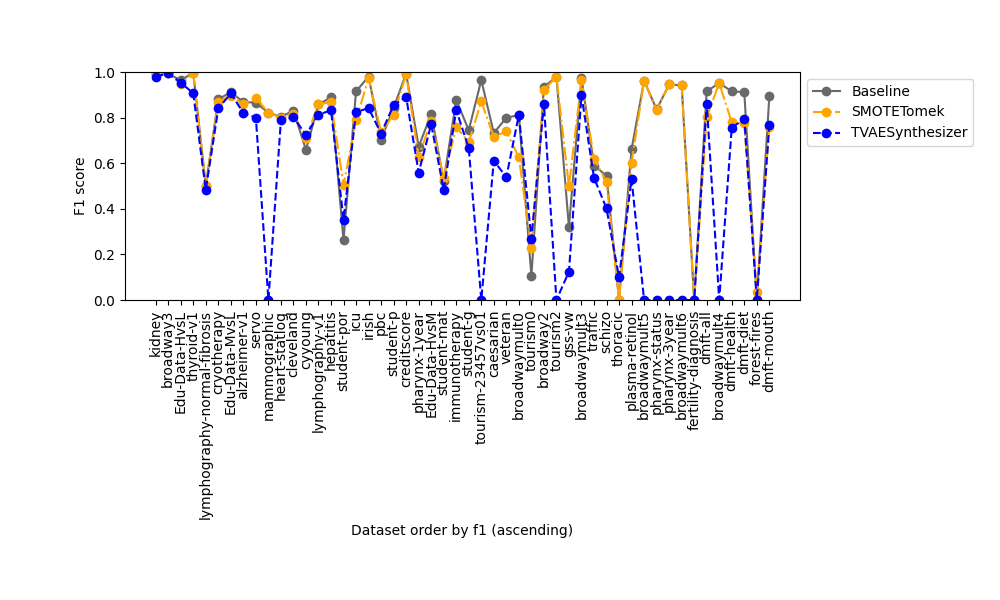 1.0
0.8
0.6
0.4
0.2
0.0
F1 score
Baseline
SMOTETomek
TVAESynthesizer
kidney
broadway3
Edu-Data-HvsL
thyroid-v1
lymphography-normal-fibrosis
cryotherapy
Edu-Data-MvsL
alzheimer-v1
servo
mammographic
heart-statlog
cleveland
cyyoung
lymphography-v1
hepatitis
student-por
icu
irish
pbc
student-p
creditscore
pharynx-1year
Edu-Data-HvsM
student-mat
immunotherapy
student-g
tourism-23457vs01
caesarian
veteran
broadwaymult0
tourism0
broadway2
tourism2
gss-vw
broadwaymult3
traffic
schizo
thoracic
plasma-retinol
broadwaymult5
pharynx-status
pharynx-3year
broadwaymult6
fertility-diagnosis
dmft-all
broadwaymult4
dmft-health
dmft-diet
forest-fires
dmft-mouth
Dataset order by f1 (ascending)